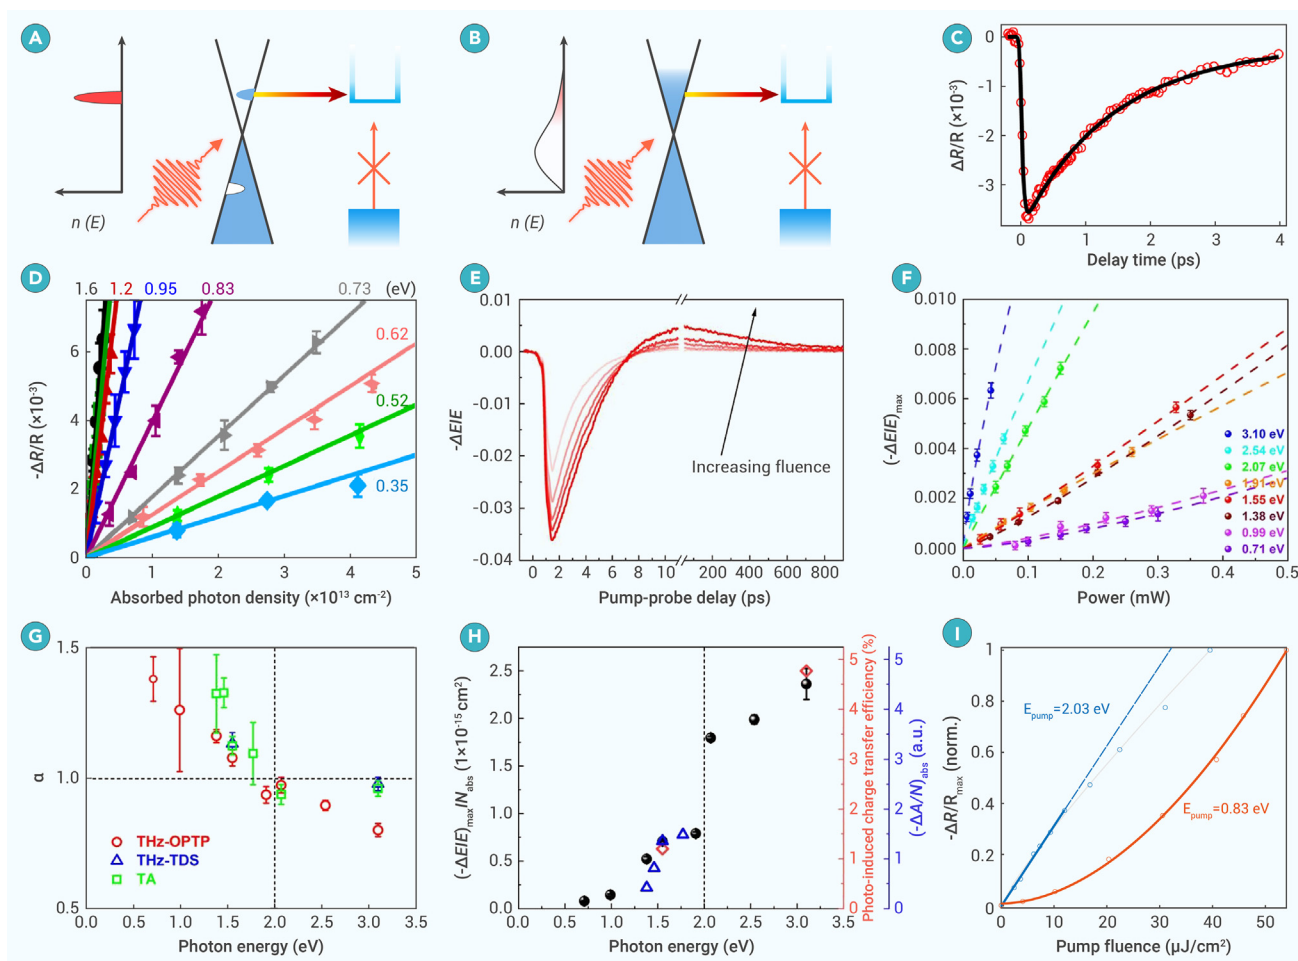 A
n (E)
B
n (E)
C
ΔR/R (×10⁻³)
0
-1
-2
-3
0 1 2 3 4
Delay time (ps)
D
1.6 1.2 0.95 0.83 0.73 (eV)
0.62
0.52
0.35
-ΔR/R (×10⁻³)
6
4
2
0
0 1 2 3 4 5
Absorbed photon density (×10¹³ cm⁻²)
E
-ΔE/E
0.01
0.00
-0.01
-0.02
-0.03
-0.04
Increasing fluence
0 2 4 6 8 10 200 400 600 800
Pump-probe delay (ps)
F
(-ΔE/E)max
0.010
0.008
0.006
0.004
0.002
0.000
3.10 eV
2.54 eV
2.07 eV
1.91 eV
1.55 eV
1.38 eV
0.99 eV
0.71 eV
0.0 0.1 0.2 0.3 0.4 0.5
Power (mW)
G
α
1.5
1.0
0.5
THz-OPTP
THz-TDS
TA
0.0 1.0 1.5 2.0 2.5 3.0 3.5
Photon energy (eV)
H
(-ΔE/E)max/Nabs (1×10⁻¹⁵ cm²)
2.5
2.0
1.5
1.0
0.5
0.0
0.0 0.5 1.0 1.5 2.0 2.5 3.0 3.5
Photon energy (eV)
5
4
3
2
1
0
Photo-induced charge transfer efficiency (%)
5
4
3
2
1
0
(-ΔA/N)abs (a.u.)
I
-ΔR/Rmax (norm.)
1
0.8
0.6
0.4
0.2
0
Epump=2.03 eV
Epump=0.83 eV
0 10 20 30 40 50
Pump fluence (μJ/cm²)